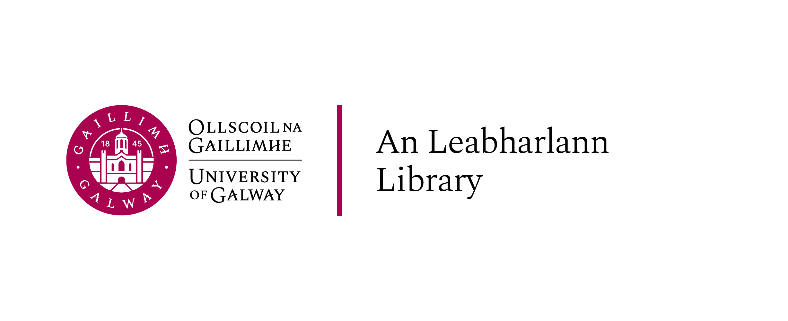 GAILLIMH
18 45
· GALWAY ·
OLLSCOIL NA
GAILLIMHE
UNIVERSITY
OF GALWAY
An Leabharlann
Library